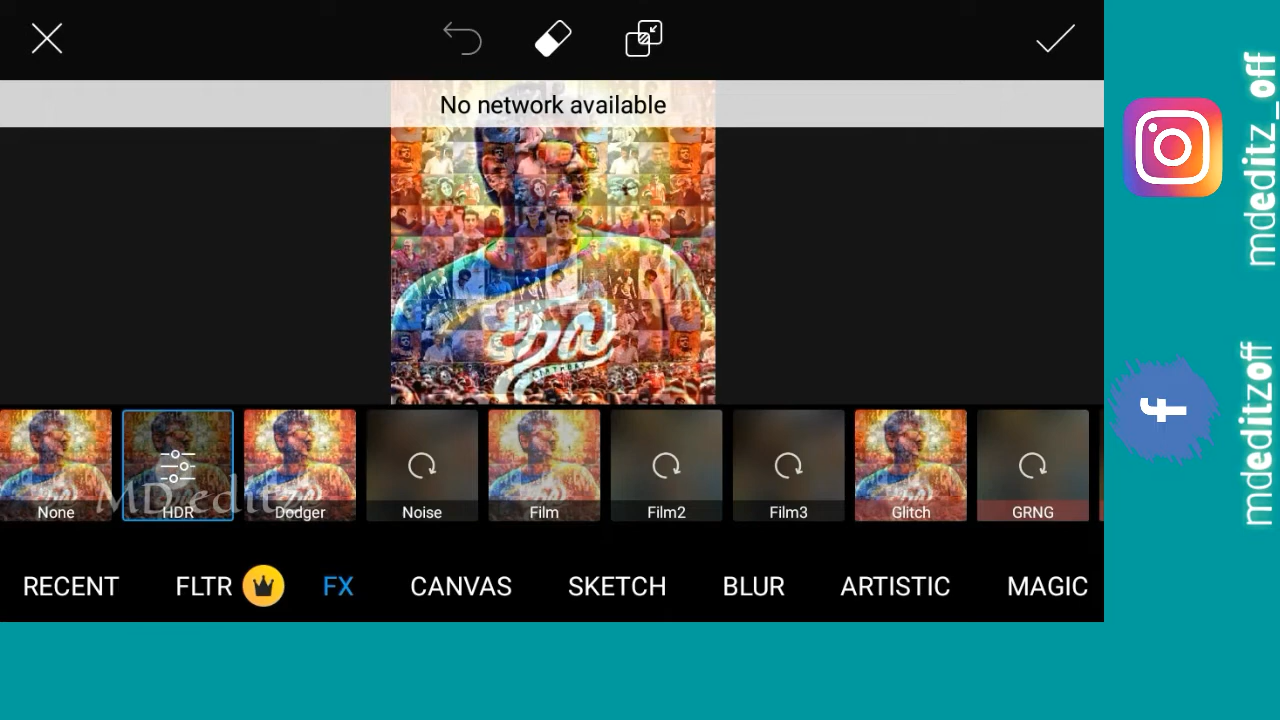 No network available
BIRTHDAY
None
HDR
Dodger
Noise
Film
Film2
Film3
Glitch
GRNG
MD editz
RECENT
FLTR
FX
CANVAS
SKETCH
BLUR
ARTISTIC
MAGIC
mdeditz_off
mdeditzoff